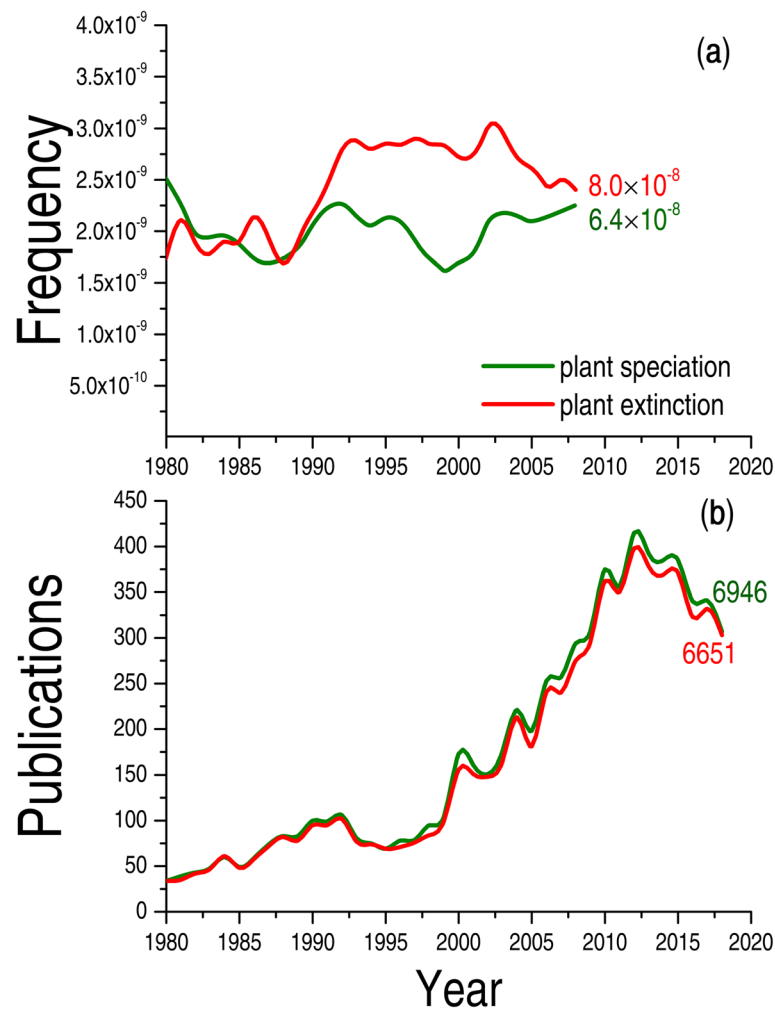 (a)
Frequency
4.0x10⁻⁹
3.5x10⁻⁹
3.0x10⁻⁹
2.5x10⁻⁹
2.0x10⁻⁹
1.5x10⁻⁹
1.0x10⁻⁹
5.0x10⁻¹⁰
8.0×10⁻⁸
6.4×10⁻⁸
plant speciation
plant extinction
1980 1985 1990 1995 2000 2005 2010 2015 2020
(b)
Publications
450
400
350
300
250
200
150
100
50
0
6946
6651
1980 1985 1990 1995 2000 2005 2010 2015 2020
Year